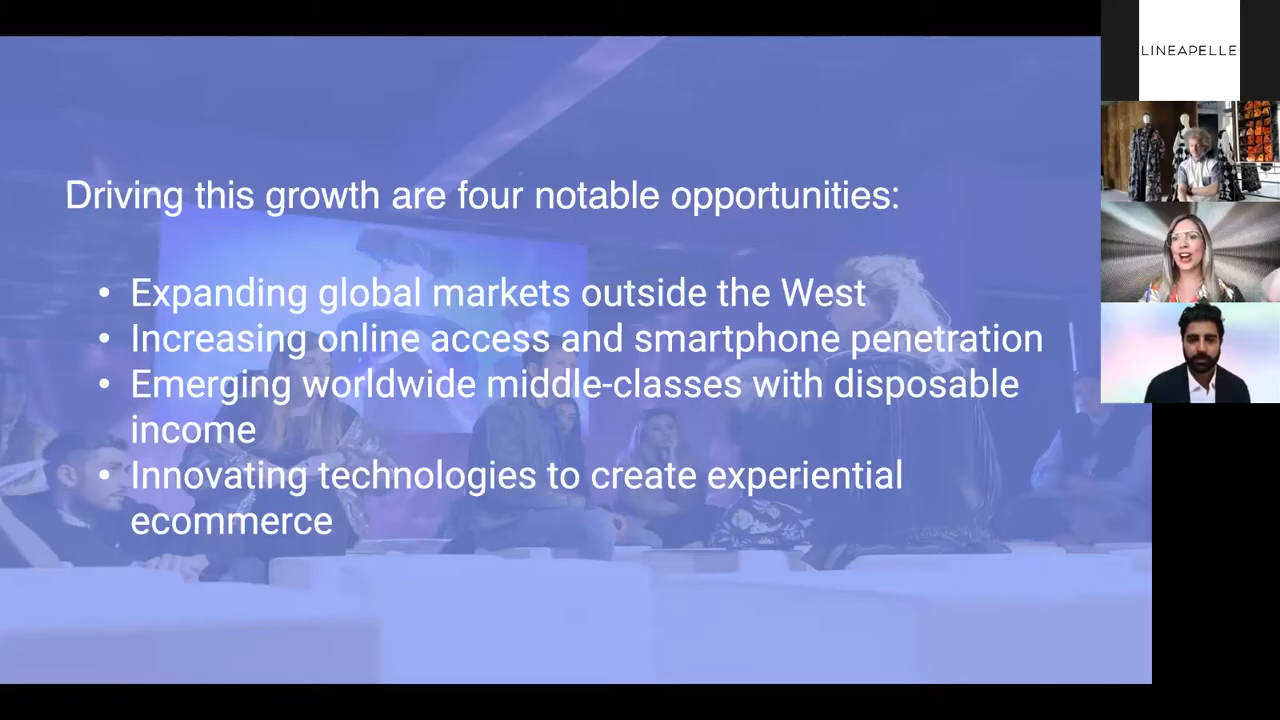 LINEAPELLE
Driving this growth are four notable opportunities:
• Expanding global markets outside the West
• Increasing online access and smartphone penetration
• Emerging worldwide middle-classes with disposable
income
• Innovating technologies to create experiential
ecommerce